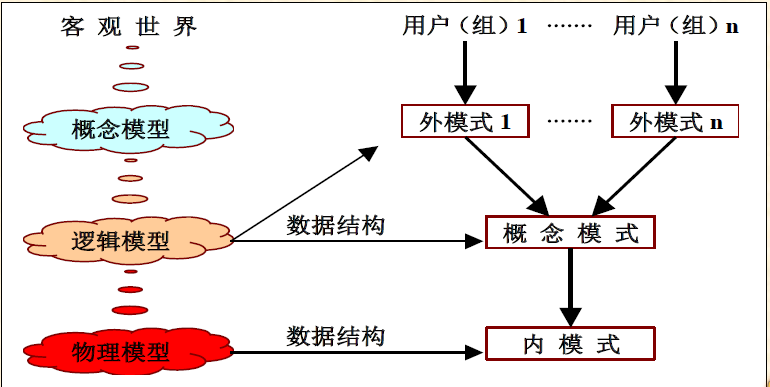 客 观 世 界
用户（组）1 ······· 用户（组）n
概念模型
外模式 1 ······· 外模式 n
逻辑模型
数据结构
概 念 模 式
物理模型
数据结构
内 模 式